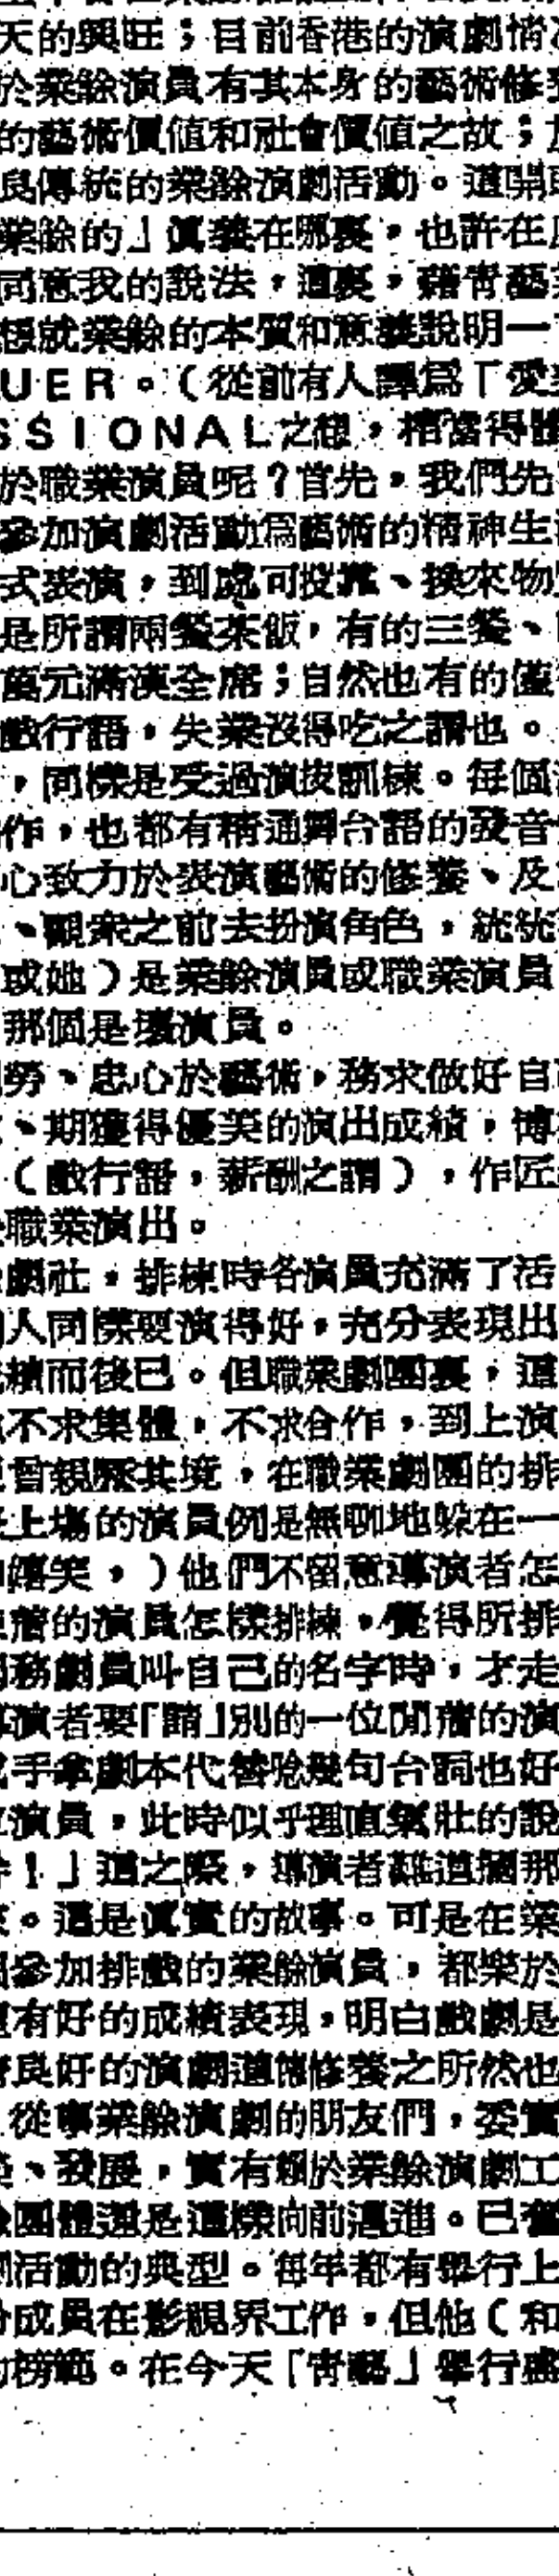 天的興旺；目前香港的演劇情
於業餘演員有其本身的藝術修
的藝術價值和社會價值之故；
良傳統的業餘演劇活動。這開
業餘的」真義在哪裏，也許在
同意我的說法，這裏，藉青藝
想就業餘的本質和意義說明一
UER。（從前有人譯爲「愛
SSIONAL之想，相當得
於職業演員呢？首先，我們先
參加演劇活動爲藝術的精神生
式表演，到處可投靠、換來物
是所謂兩餐茶飯，有的三餐、
萬元滿漢全席；自然也有的僅
戲行語，失業沒得吃之謂也。
，同樣是受過演技訓練。每個
作，也都有精通舞台語的發音
心致力於表演藝術的修養、及
、觀衆之前去扮演角色，統統
或她）是業餘演員或職業演員
那個是壞演員。
勞、忠心於藝術，務求做好自
、期獲得優美的演出成績，博
（戲行語，薪酬之謂），作匠
職業演出。
劇社，排練時各演員充滿了活
人同樣要演得好，充分表現出
績而後已。但職業劇團裏，這
不求集體，不求合作，到上演
曾親歷其境，在職業劇團的排
上場的演員例是無聊地躲在一
嘻笑，）他們不留意導演者怎
的演員怎樣排練，覺得所排
務劇員叫自己的名字時，才走
演者要「請」別的一位閒着的演
手拿劇本代替唸幾句台詞也好
演員，此時似乎理直氣壯的說
！」這之際，導演者難道摑那
。這是真實的故事。可是在業
參加排戲的業餘演員，都樂於
有好的成績表現，明白戲劇是
良好的演劇道德修養之所然也
從事業餘演劇的朋友們，委實
、發展，實有賴於業餘演劇工
團體還是這樣向前邁進。已
活動的典型。每年都有舉行上
成員在影視界工作，但他（和
榜範。在今天「青藝」舉行盛